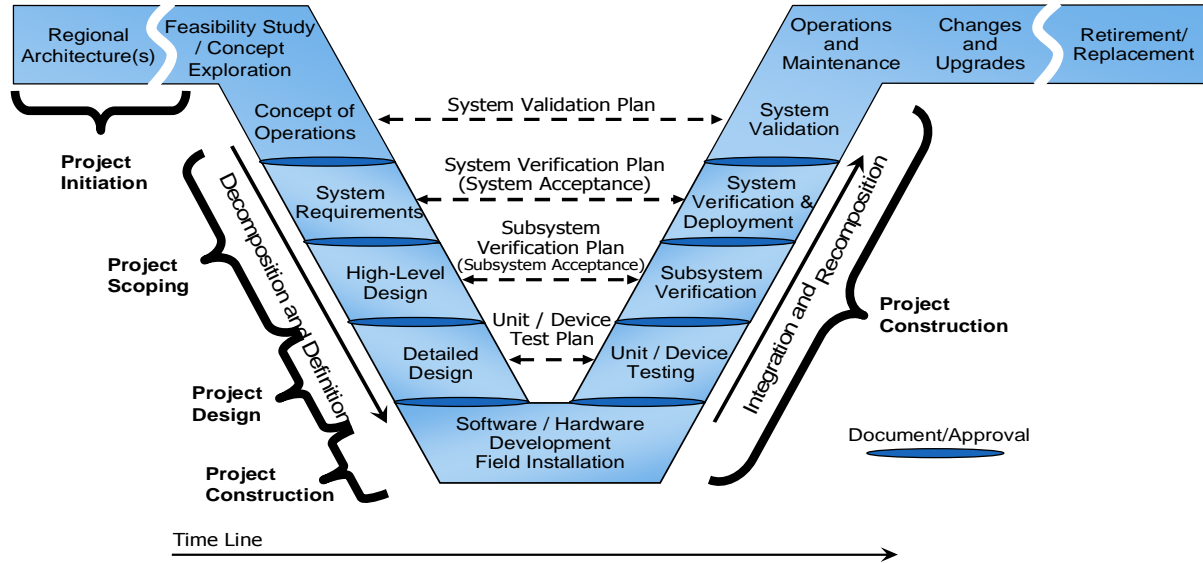 Regional
Architecture(s)
Feasibility Study
/ Concept
Exploration
Operations
and
Maintenance
Changes
and
Upgrades
Retirement/
Replacement
Concept of
Operations
System Validation Plan
System
Validation
Project
Initiation
System
Requirements
System Verification Plan
(System Acceptance)
System
Verification &
Deployment
Decomposition and Definition
Project
Scoping
High-Level
Design
Subsystem
Verification Plan
(Subsystem Acceptance)
Subsystem
Verification
Integration and Recomposition
Project
Construction
Detailed
Design
Unit / Device
Test Plan
Unit / Device
Testing
Project
Design
Software / Hardware
Development
Field Installation
Project
Construction
Document/Approval
Time Line